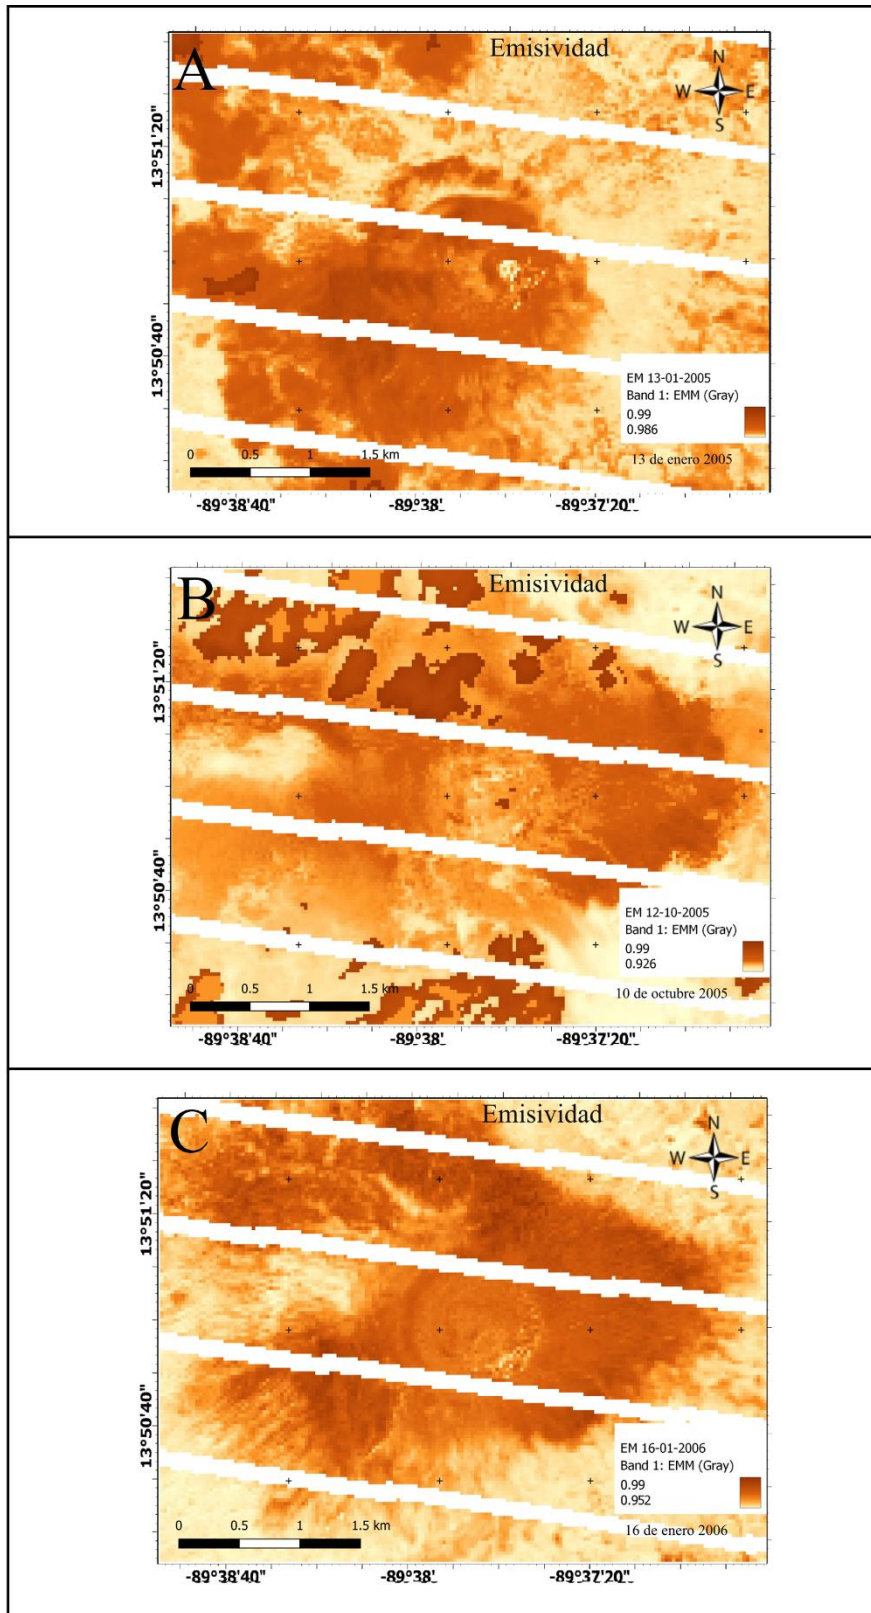 A
Emisividad
N
W E
S
13°51'20"
13°50'40"
EM 13-01-2005
Band 1: EMM (Gray)
0.99
0.986
13 de enero 2005
0 0.5 1 1.5 km
-89°38'40" -89°38' -89°37'20"
B
Emisividad
N
W E
S
13°51'20"
13°50'40"
EM 12-10-2005
Band 1: EMM (Gray)
0.99
0.926
10 de octubre 2005
0 0.5 1 1.5 km
-89°38'40" -89°38' -89°37'20"
C
Emisividad
N
W E
S
13°51'20"
13°50'40"
EM 16-01-2006
Band 1: EMM (Gray)
0.99
0.952
16 de enero 2006
0 0.5 1 1.5 km
-89°38'40" -89°38' -89°37'20"